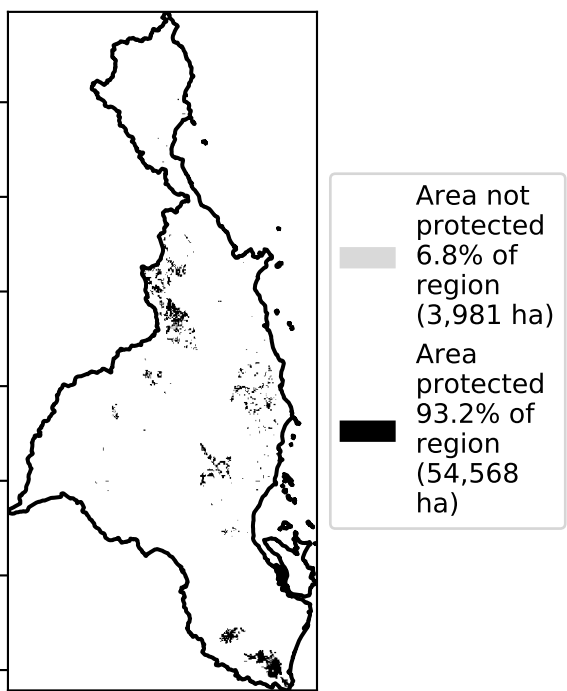 Area not
protected
6.8% of
region
(3,981 ha)
Area
protected
93.2% of
region
(54,568
ha)